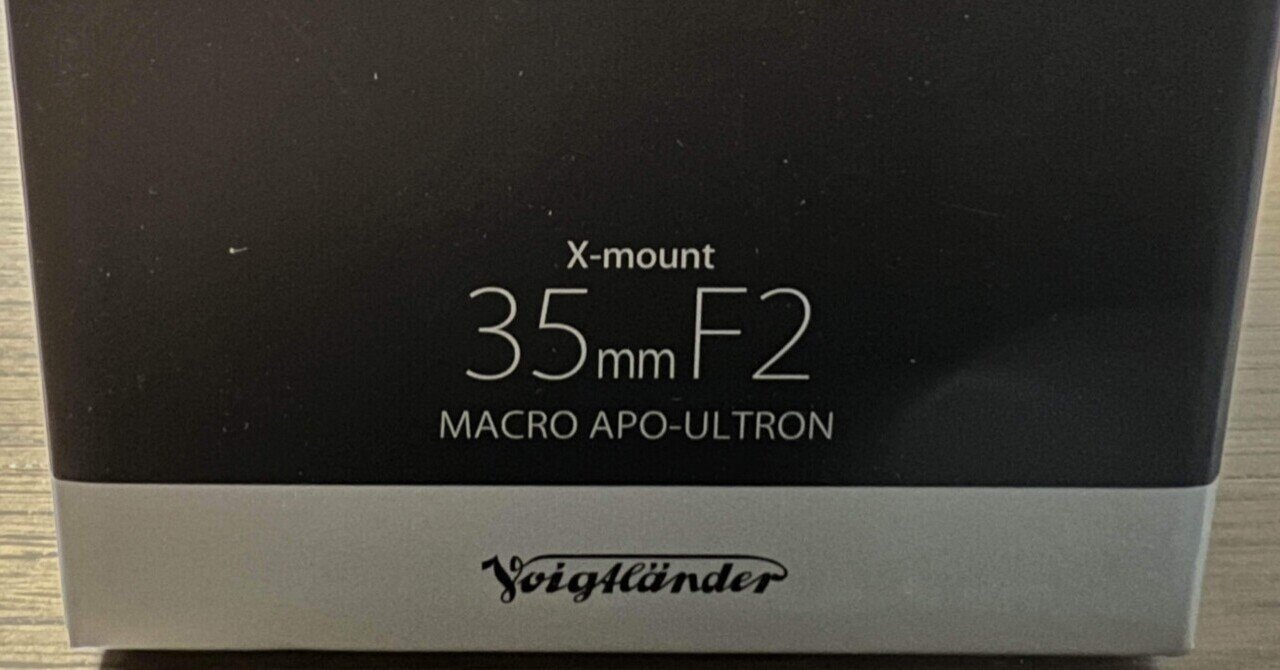 X-mount
35mm F2
MACRO APO-ULTRON
Voigtländer